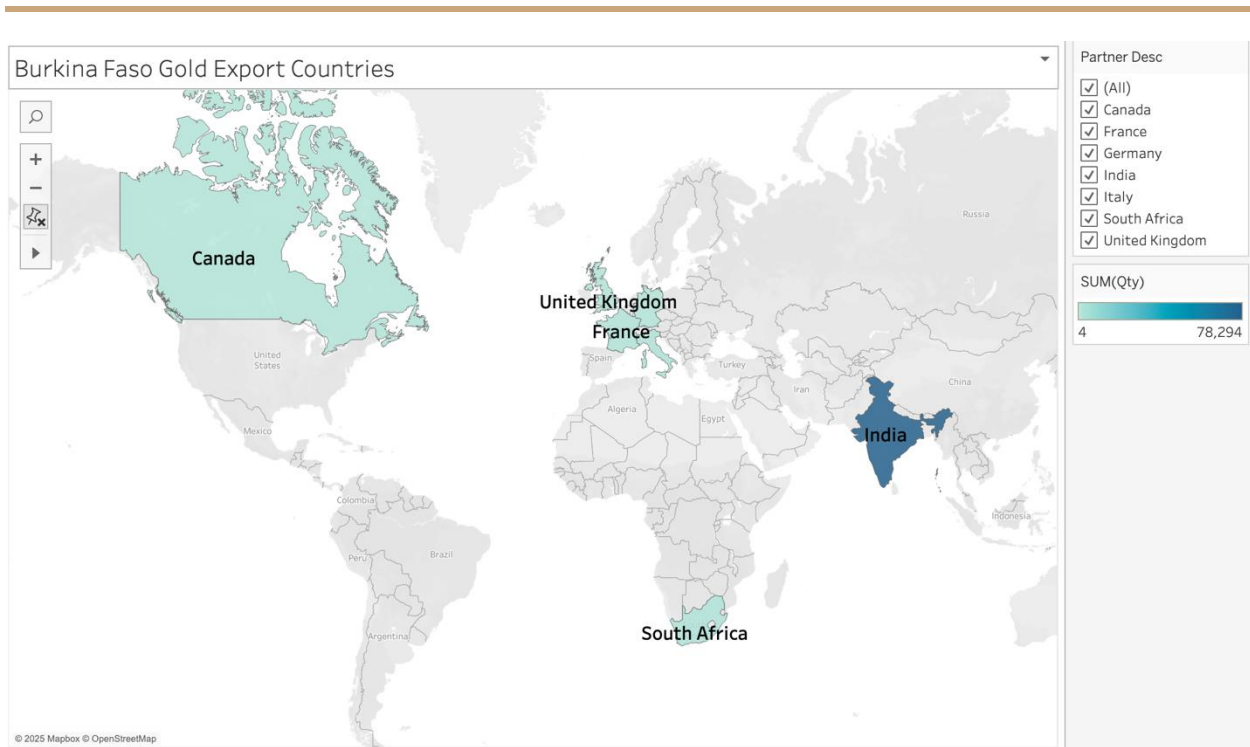 Burkina Faso Gold Export Countries
Partner Desc
(All)
Canada
France
Germany
India
Italy
South Africa
United Kingdom
SUM(Qty)
4 78,294
Russia
Canada
United Kingdom
France
Spain
Turkey
United
States
Iran
China
Algeria
Egypt
Mexico
India
Colombia
Indonesia
Peru
Brazil
South Africa
Argentina
© 2025 Mapbox © OpenStreetMap